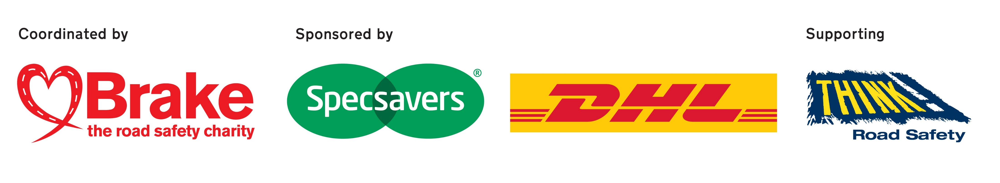 Coordinated by
Brake
the road safety charity
Sponsored by
Specsavers®
DHL
Supporting
THINK!
Road Safety